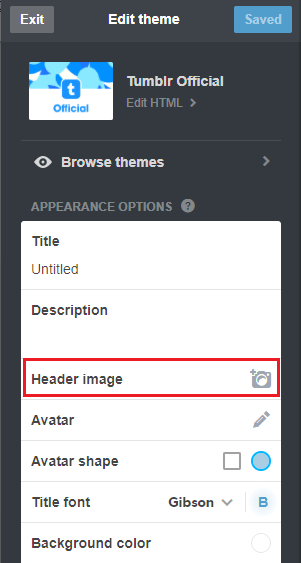 Exit Edit theme Saved
Tumblr Official
Edit HTML >
t
Official
Browse themes >
APPEARANCE OPTIONS ?
Title
Untitled
Description
Header image
Avatar
Avatar shape
Title font Gibson B
Background color